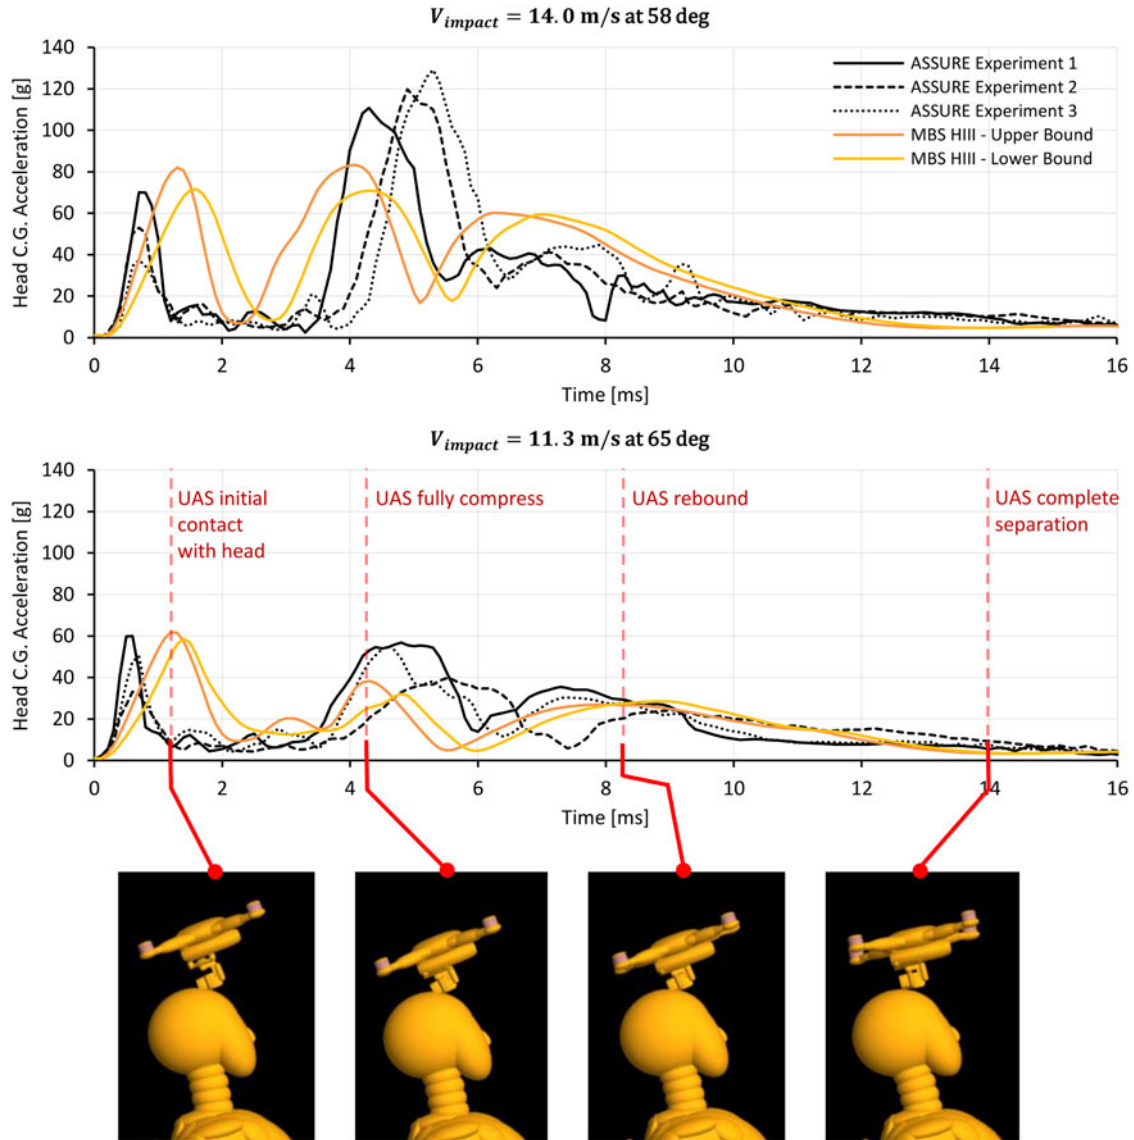 V_impact = 14.0 m/s at 58 deg
140
120
100
80
60
40
20
0
Head C.G. Acceleration [g]
ASSURE Experiment 1
ASSURE Experiment 2
ASSURE Experiment 3
MBS HIII - Upper Bound
MBS HIII - Lower Bound
0 2 4 6 8 10 12 14 16
Time [ms]
V_impact = 11.3 m/s at 65 deg
140
120
100
80
60
40
20
0
Head C.G. Acceleration [g]
UAS initial
contact
with head
UAS fully compress
UAS rebound
UAS complete
separation
0 2 4 6 8 10 12 14 16
Time [ms]